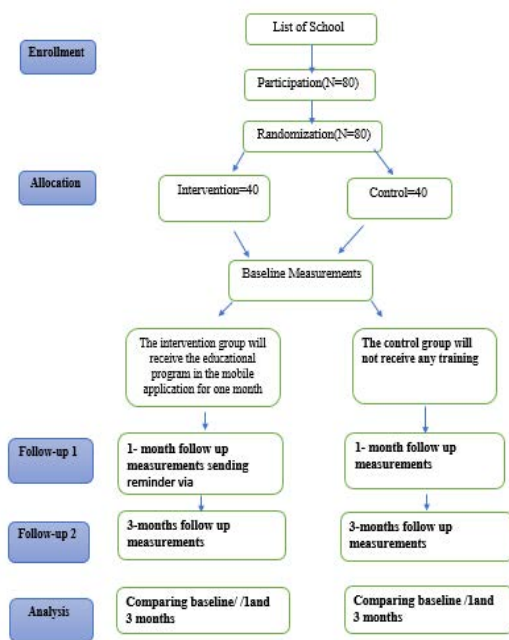 List of School
Enrollment
Participation(N=80)
Randomization(N=80)
Allocation
Intervention=40
Control=40
Baseline Measurements
The intervention group will
receive the educational
program in the mobile
application for one month
The control group will
not receive any training
Follow-up 1
1- month follow up
measurements sending
reminder via
1- month follow up
measurements
Follow-up 2
3-months follow up
measurements
3-months follow up
measurements
Analysis
Comparing baseline/ /1and
3 months
Comparing baseline /1and
3 months